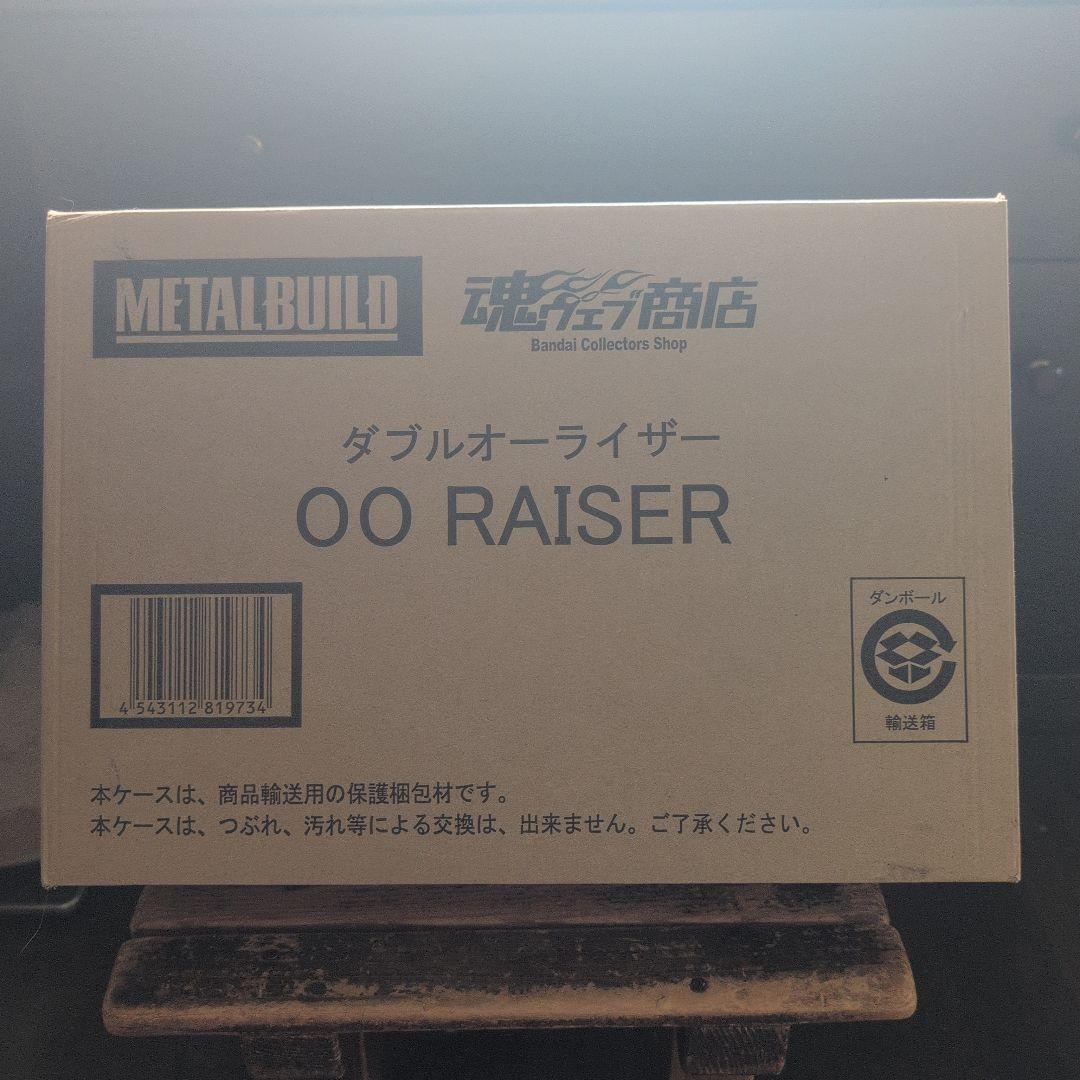 METAL BUILD
魂ウェブ商店
Bandai Collectors Shop
ダブルオーライザー
OO RAISER
4 543112 819734
ダンボール
輸送箱
本ケースは、商品輸送用の保護梱包材です。
本ケースは、つぶれ、汚れ等による交換は、出来ません。ご了承ください。